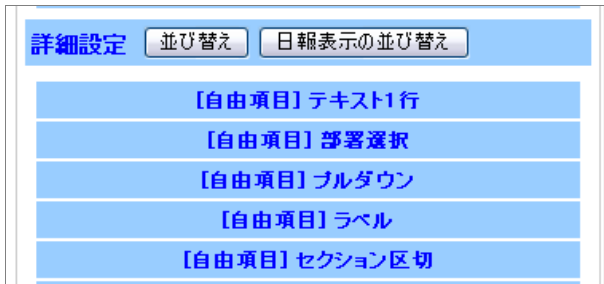 詳細設定 並び替え 日報表示の並び替え
[自由項目] テキスト1行
[自由項目] 部署選択
[自由項目] プルダウン
[自由項目] ラベル
[自由項目] セクション区切